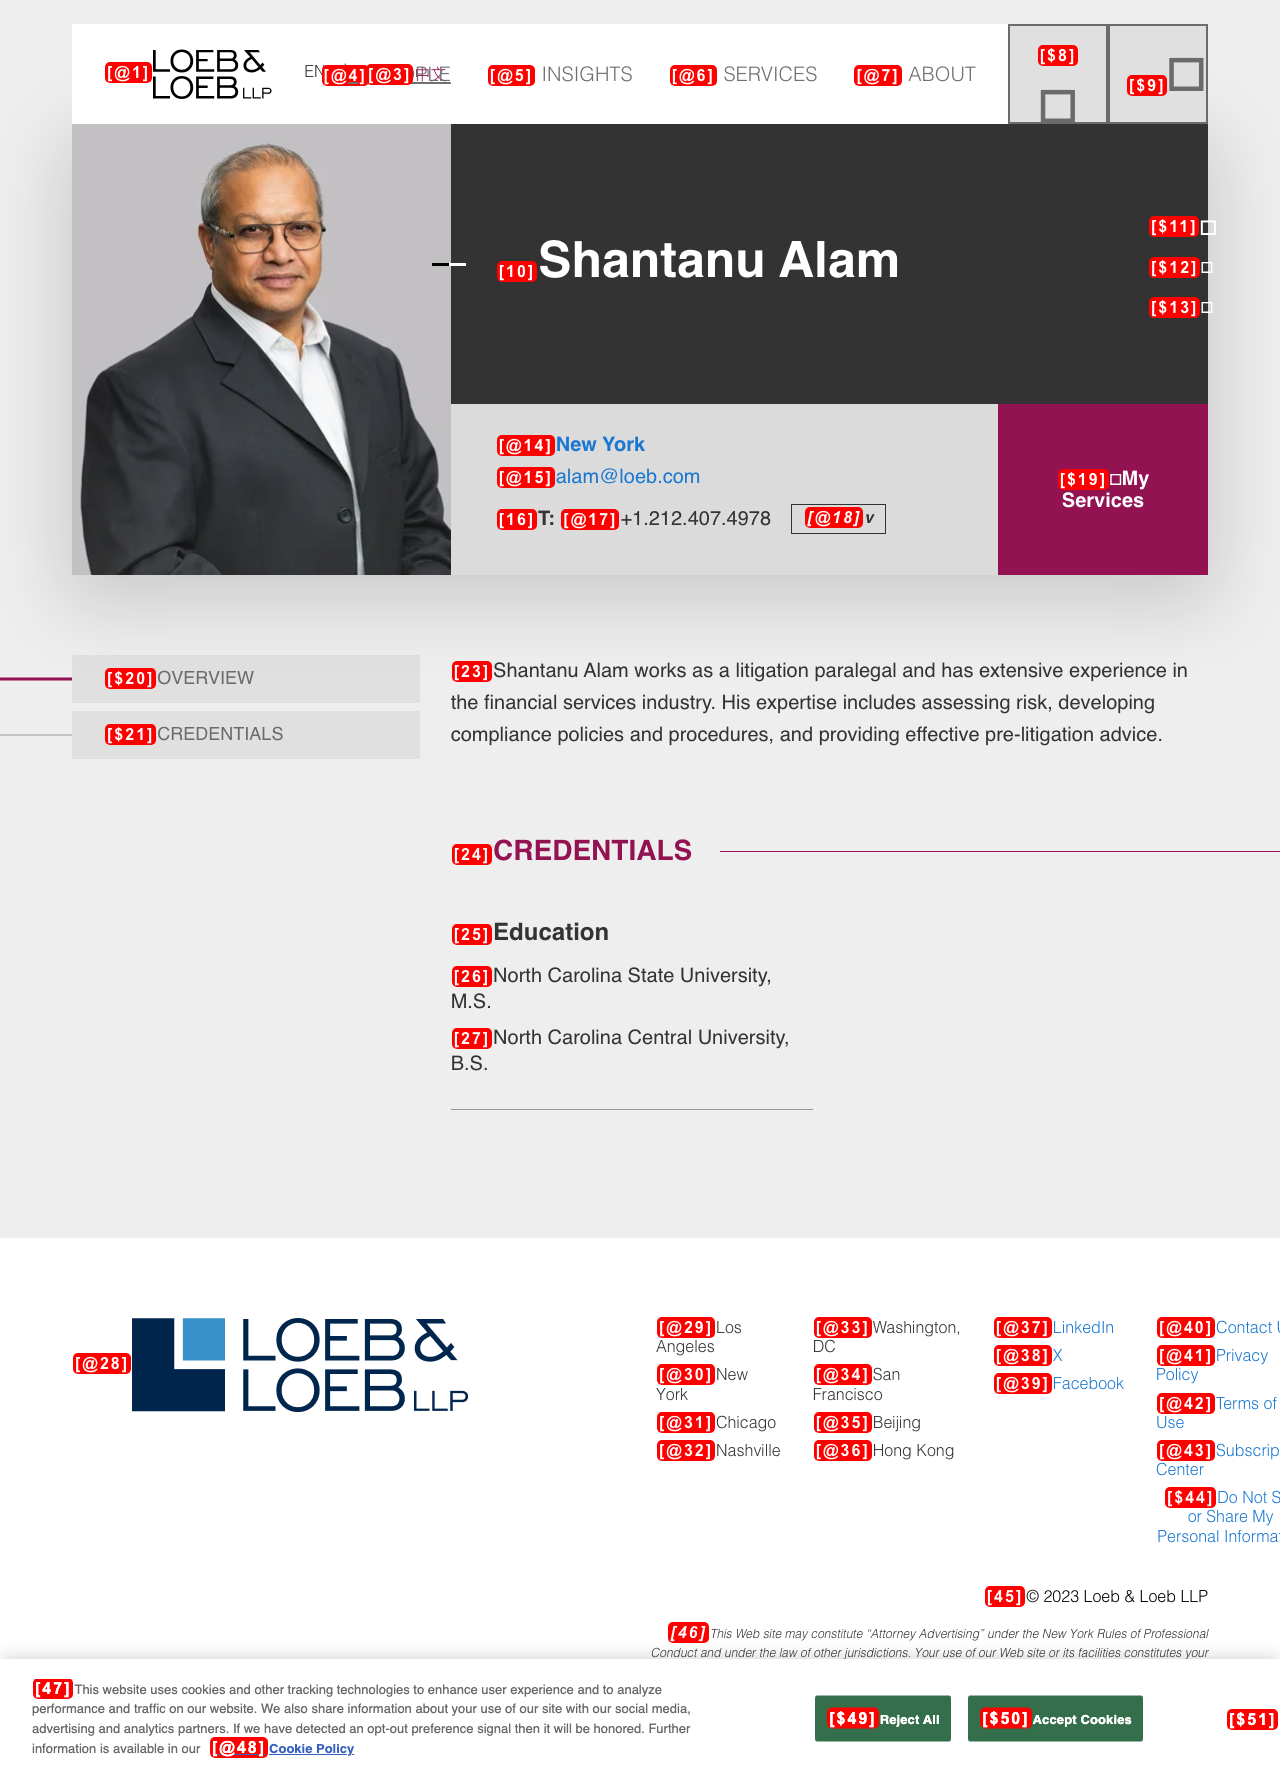 [@1] LOEB &
LOEB LLP
EN [@4] [@3] PLE
[@5] INSIGHTS
[@6] SERVICES
[@7] ABOUT
[$8]
[$9]
[10] Shantanu Alam
[$11]
[$12]
[$13]
[@14] New York
[@15] alam@loeb.com
[16] T: [@17] +1.212.407.4978 [@18] v
[$19] My
Services
[$20] OVERVIEW
[$21] CREDENTIALS
[23] Shantanu Alam works as a litigation paralegal and has extensive experience in
the financial services industry. His expertise includes assessing risk, developing
compliance policies and procedures, and providing effective pre-litigation advice.
[24] CREDENTIALS
[25] Education
[26] North Carolina State University,
M.S.
[27] North Carolina Central University,
B.S.
[@28] LOEB &
LOEB LLP
[@29] Los
Angeles
[@30] New
York
[@31] Chicago
[@32] Nashville
[@33] Washington,
DC
[@34] San
Francisco
[@35] Beijing
[@36] Hong Kong
[@37] LinkedIn
[@38] X
[@39] Facebook
[@40] Contact U
[@41] Privacy
Policy
[@42] Terms of
Use
[@43] Subscrip
Center
[$44] Do Not S
or Share My
Personal Informa
[45] © 2023 Loeb & Loeb LLP
[46] This Web site may constitute “Attorney Advertising” under the New York Rules of Professional
Conduct and under the law of other jurisdictions. Your use of our Web site or its facilities constitutes your
[47] This website uses cookies and other tracking technologies to enhance user experience and to analyze
performance and traffic on our website. We also share information about your use of our site with our social media,
advertising and analytics partners. If we have detected an opt-out preference signal then it will be honored. Further
information is available in our [@48] Cookie Policy
[$49] Reject All
[$50] Accept Cookies
[$51]